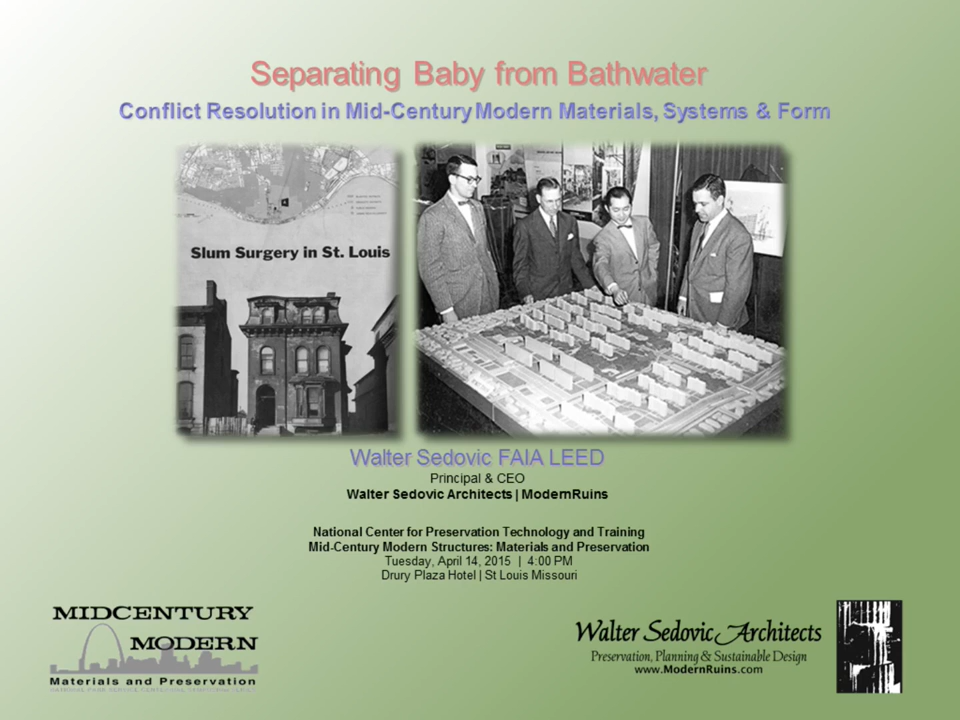 Separating Baby from Bathwater
Conflict Resolution in Mid-Century Modern Materials, Systems & Form
Slum Surgery in St. Louis
Walter Sedovic FAIA LEED
Principal & CEO
Walter Sedovic Architects | ModernRuins
National Center for Preservation Technology and Training
Mid-Century Modern Structures: Materials and Preservation
Tuesday, April 14, 2015 | 4:00 PM
Drury Plaza Hotel | St Louis Missouri
MIDCENTURY
MODERN
Materials and Preservation
Walter Sedovic Architects
Preservation, Planning & Sustainable Design
www.ModernRuins.com